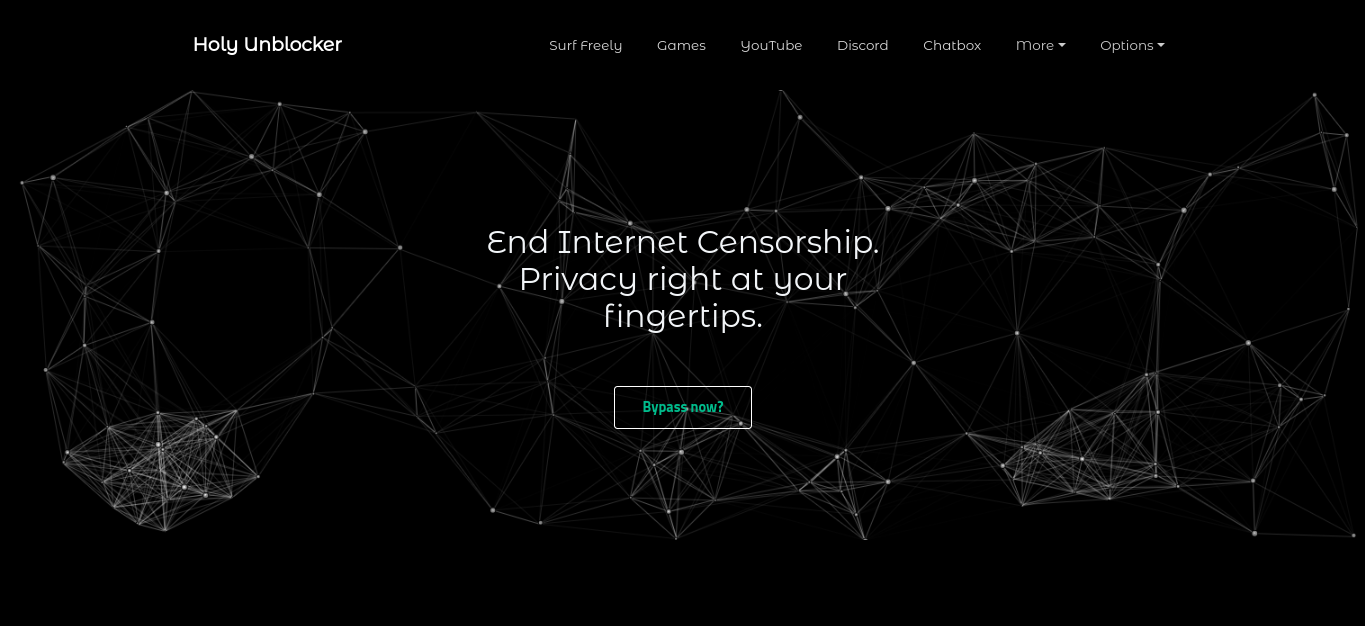 Holy Unblocker
Surf Freely Games YouTube Discord Chatbox More Options
End Internet Censorship.
Privacy right at your
fingertips.
Bypass now?